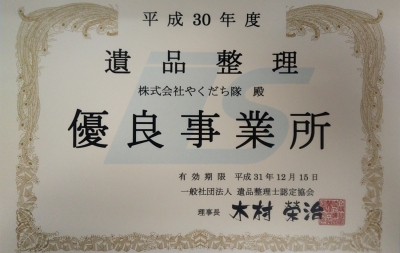 平成30年度
遺品整理
株式会社やくだち隊 殿
優良事業所
有効期限 平成31年12月15日
一般社団法人 遺品整理士認定協会
理事長 木村榮治